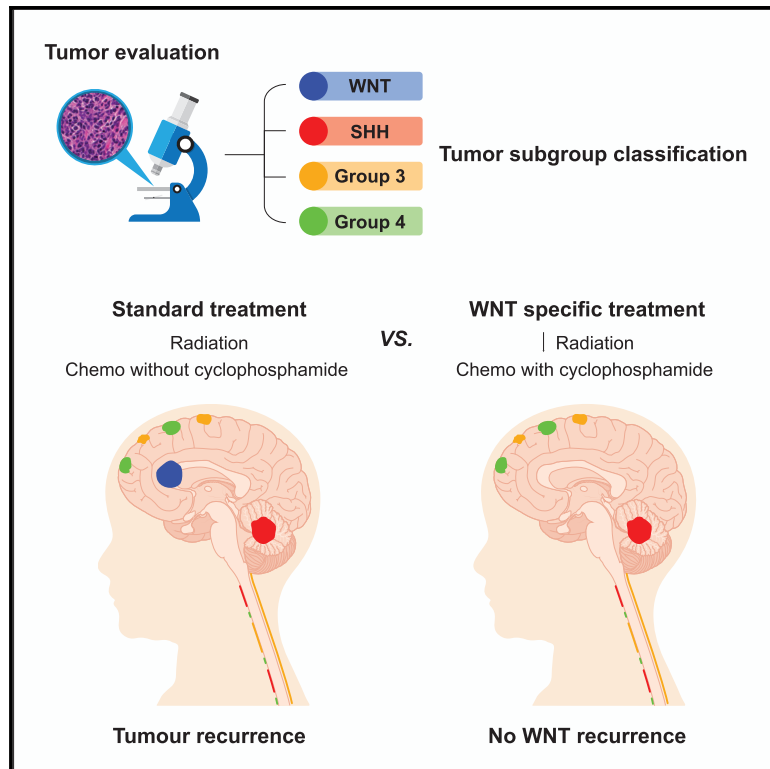 Tumor evaluation
WNT
SHH
Group 3
Group 4
Tumor subgroup classification
Standard treatment
Radiation
Chemo without cyclophosphamide
VS.
WNT specific treatment
| Radiation
Chemo with cyclophosphamide
Tumour recurrence
No WNT recurrence